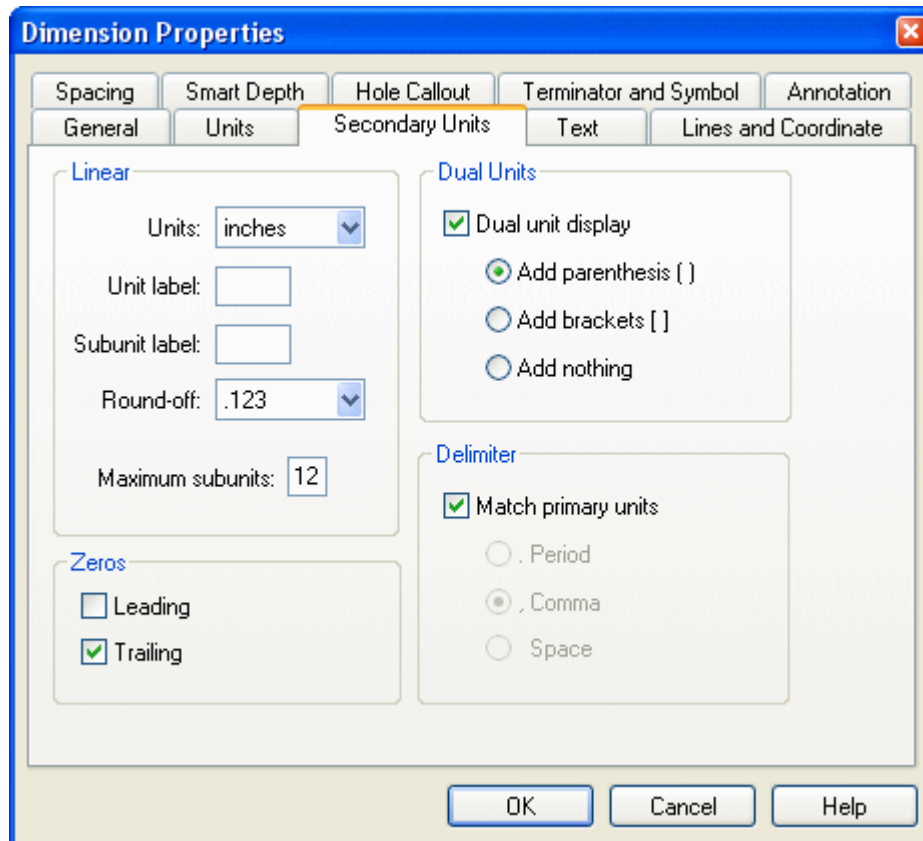 Dimension Properties
Spacing Smart Depth Hole Callout Terminator and Symbol Annotation
General Units Secondary Units Text Lines and Coordinate
Linear
Units: inches
Unit label:
Subunit label:
Round-off: .123
Maximum subunits: 12
Zeros
Leading
Trailing
Dual Units
Dual unit display
Add parenthesis ( )
Add brackets [ ]
Add nothing
Delimiter
Match primary units
. Period
, Comma
Space
OK Cancel Help